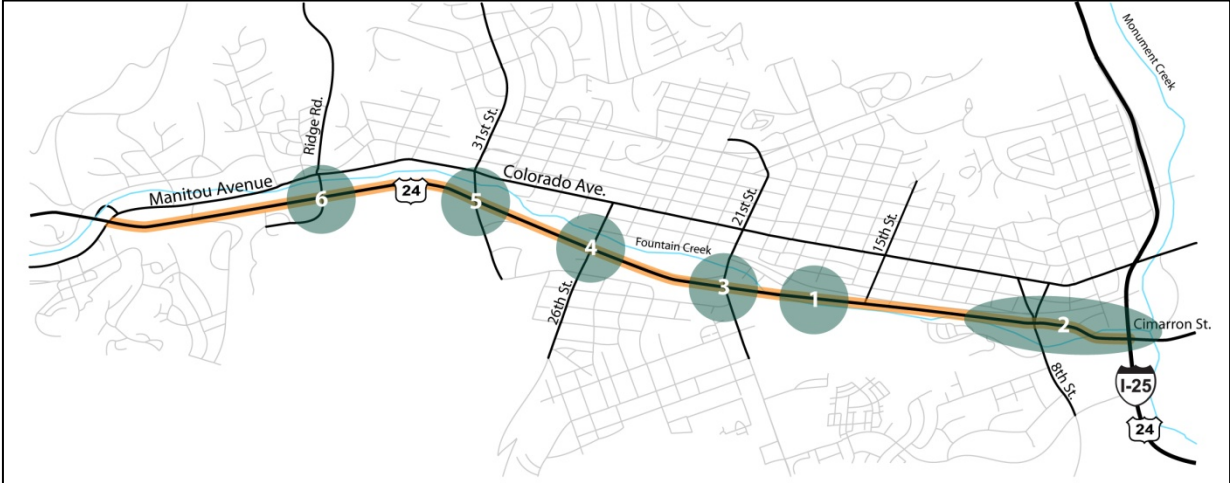 Monument Creek
Ridge Rd.
31st St.
Manitou Avenue
24
Colorado Ave.
21st St.
15th St.
Fountain Creek
26th St.
6
5
4
3
1
2
Cimarron St.
8th St.
I-25
24